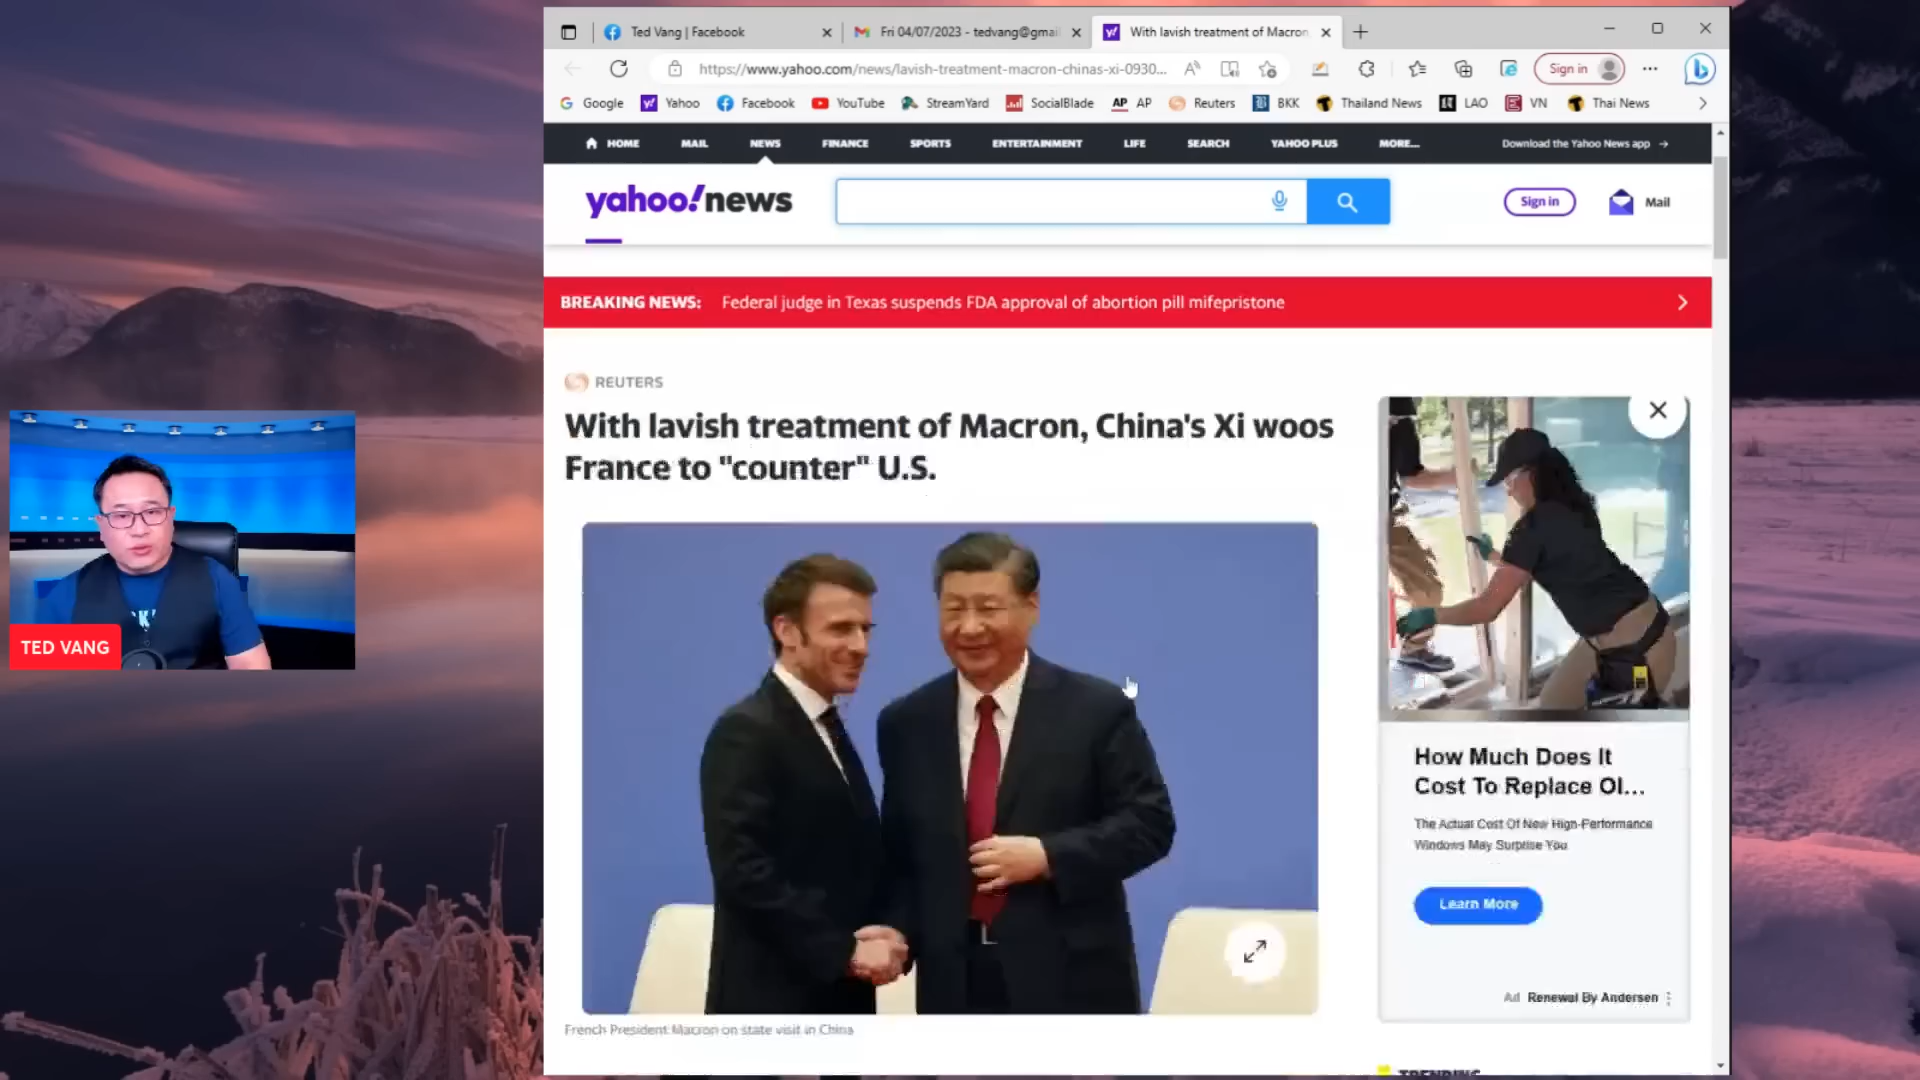 Ted Vang | Facebook
Fri 04/07/2023 - tedvang@gmai
With lavish treatment of Macron,
https://www.yahoo.com/news/lavish-treatment-macron-chinas-xi-0930...
Sign in
Google
Yahoo
Facebook
YouTube
StreamYard
SocialBlade
AP AP
Reuters
BKK
Thailand News
LAO
VN
Thai News
HOME
MAIL
NEWS
FINANCE
SPORTS
ENTERTAINMENT
LIFE
SEARCH
YAHOO PLUS
MORE...
Download the Yahoo News app →
yahoo!news
Sign in
Mail
BREAKING NEWS: Federal judge in Texas suspends FDA approval of abortion pill mifepristone
REUTERS
With lavish treatment of Macron, China's Xi woos
France to "counter" U.S.
TED VANG
French President Macron on state visit in China
How Much Does It
Cost To Replace Ol...
The Actual Cost Of New High-Performance
Windows May Surprise You
Learn More
Ad Renewal By Andersen
TRENDING